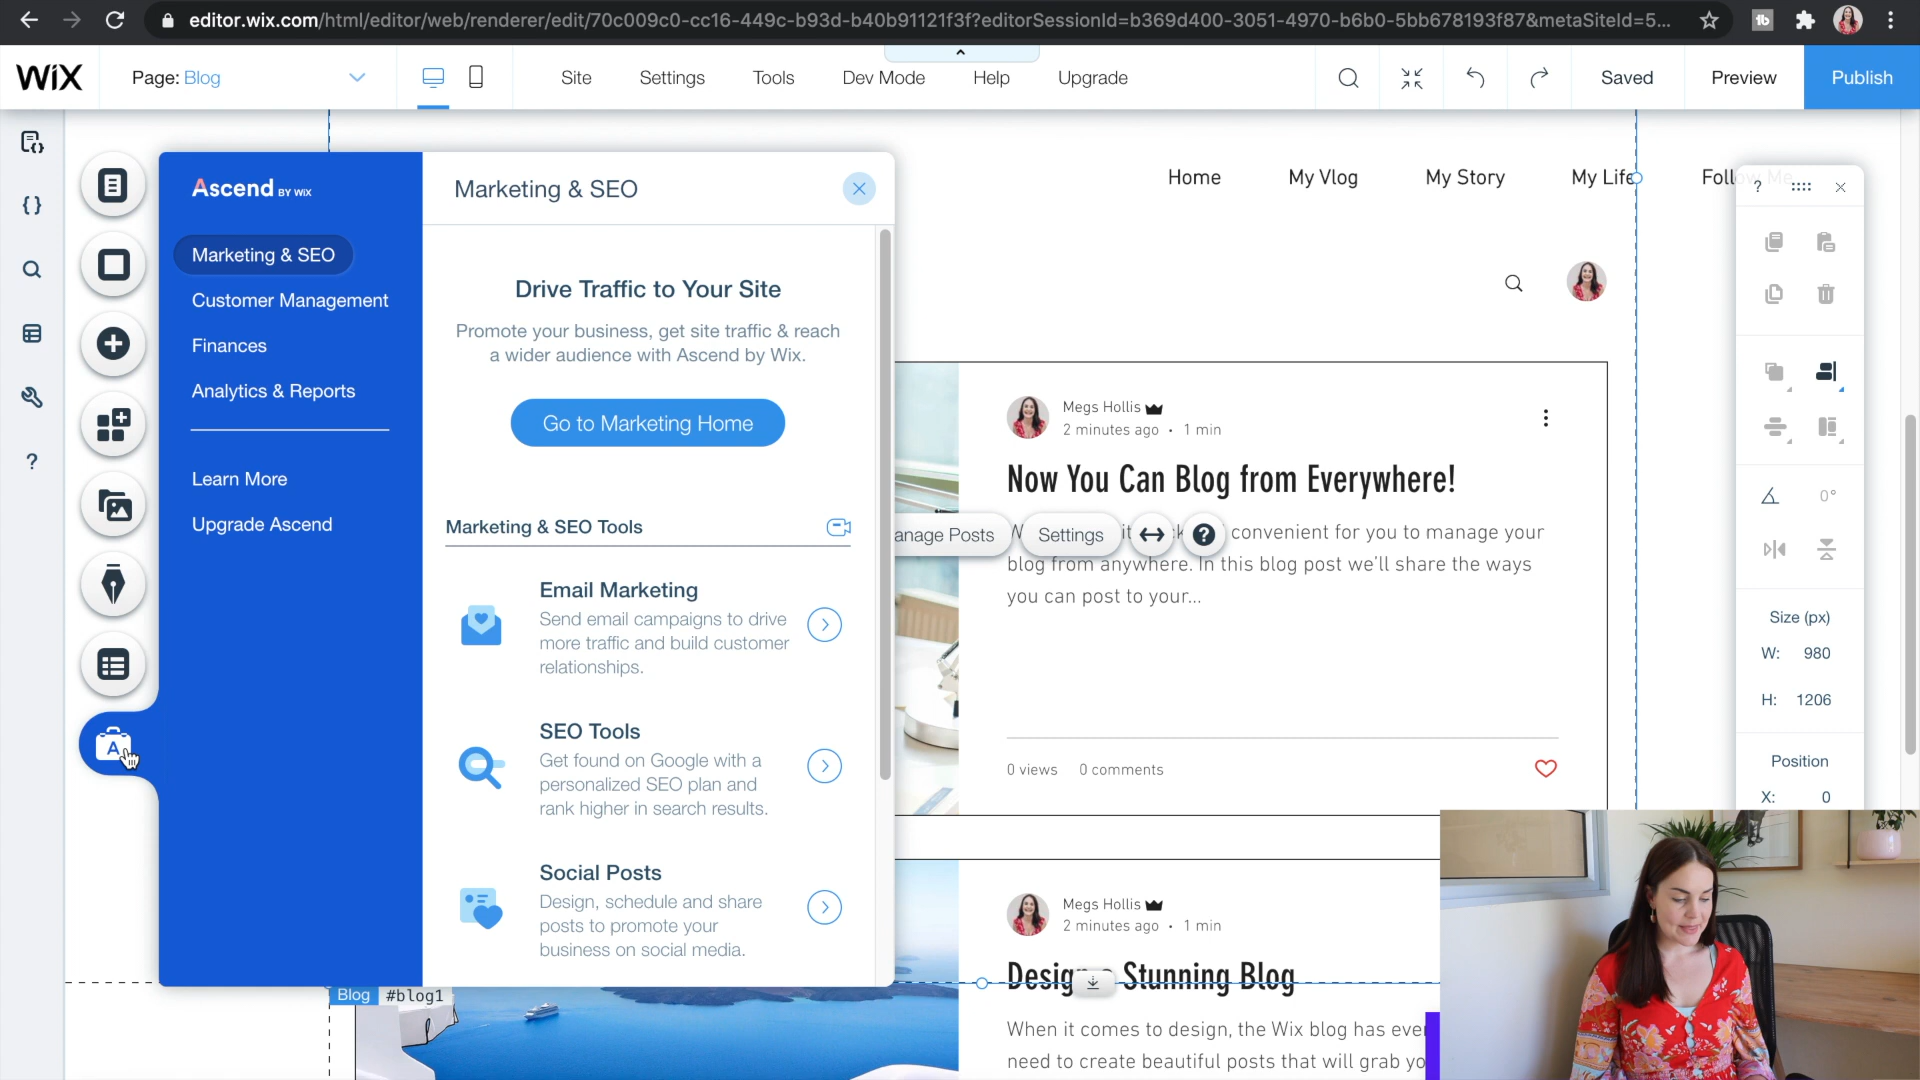 editor.wix.com/html/editor/web/renderer/edit/70c009c0-cc16-449c-b93d-b40b91121f3f?editorSessionId=b369d400-3051-4970-b6b0-5bb678193f87&metaSiteId=5...
WiX
Page: Blog
Site
Settings
Tools
Dev Mode
Help
Upgrade
Saved
Preview
Publish
Ascend BY WIX
Marketing & SEO
Customer Management
Finances
Analytics & Reports
Learn More
Upgrade Ascend
Marketing & SEO
Drive Traffic to Your Site
Promote your business, get site traffic & reach
a wider audience with Ascend by Wix.
Go to Marketing Home
Marketing & SEO Tools
Email Marketing
Send email campaigns to drive
more traffic and build customer
relationships.
SEO Tools
Get found on Google with a
personalized SEO plan and
rank higher in search results.
Social Posts
Design, schedule and share
posts to promote your
business on social media.
Home
My Vlog
My Story
My Life
Follow Me
Megs Hollis
2 minutes ago • 1 min
Now You Can Blog from Everywhere!
anage Posts
Settings
convenient for you to manage your
blog from anywhere. In this blog post we'll share the ways
you can post to your...
0 views
0 comments
Megs Hollis
2 minutes ago • 1 min
Design a Stunning Blog
When it comes to design, the Wix blog has eve
need to create beautiful posts that will grab yo
Blog #blog1
0°
Size (px)
W: 980
H: 1206
Position
X: 0